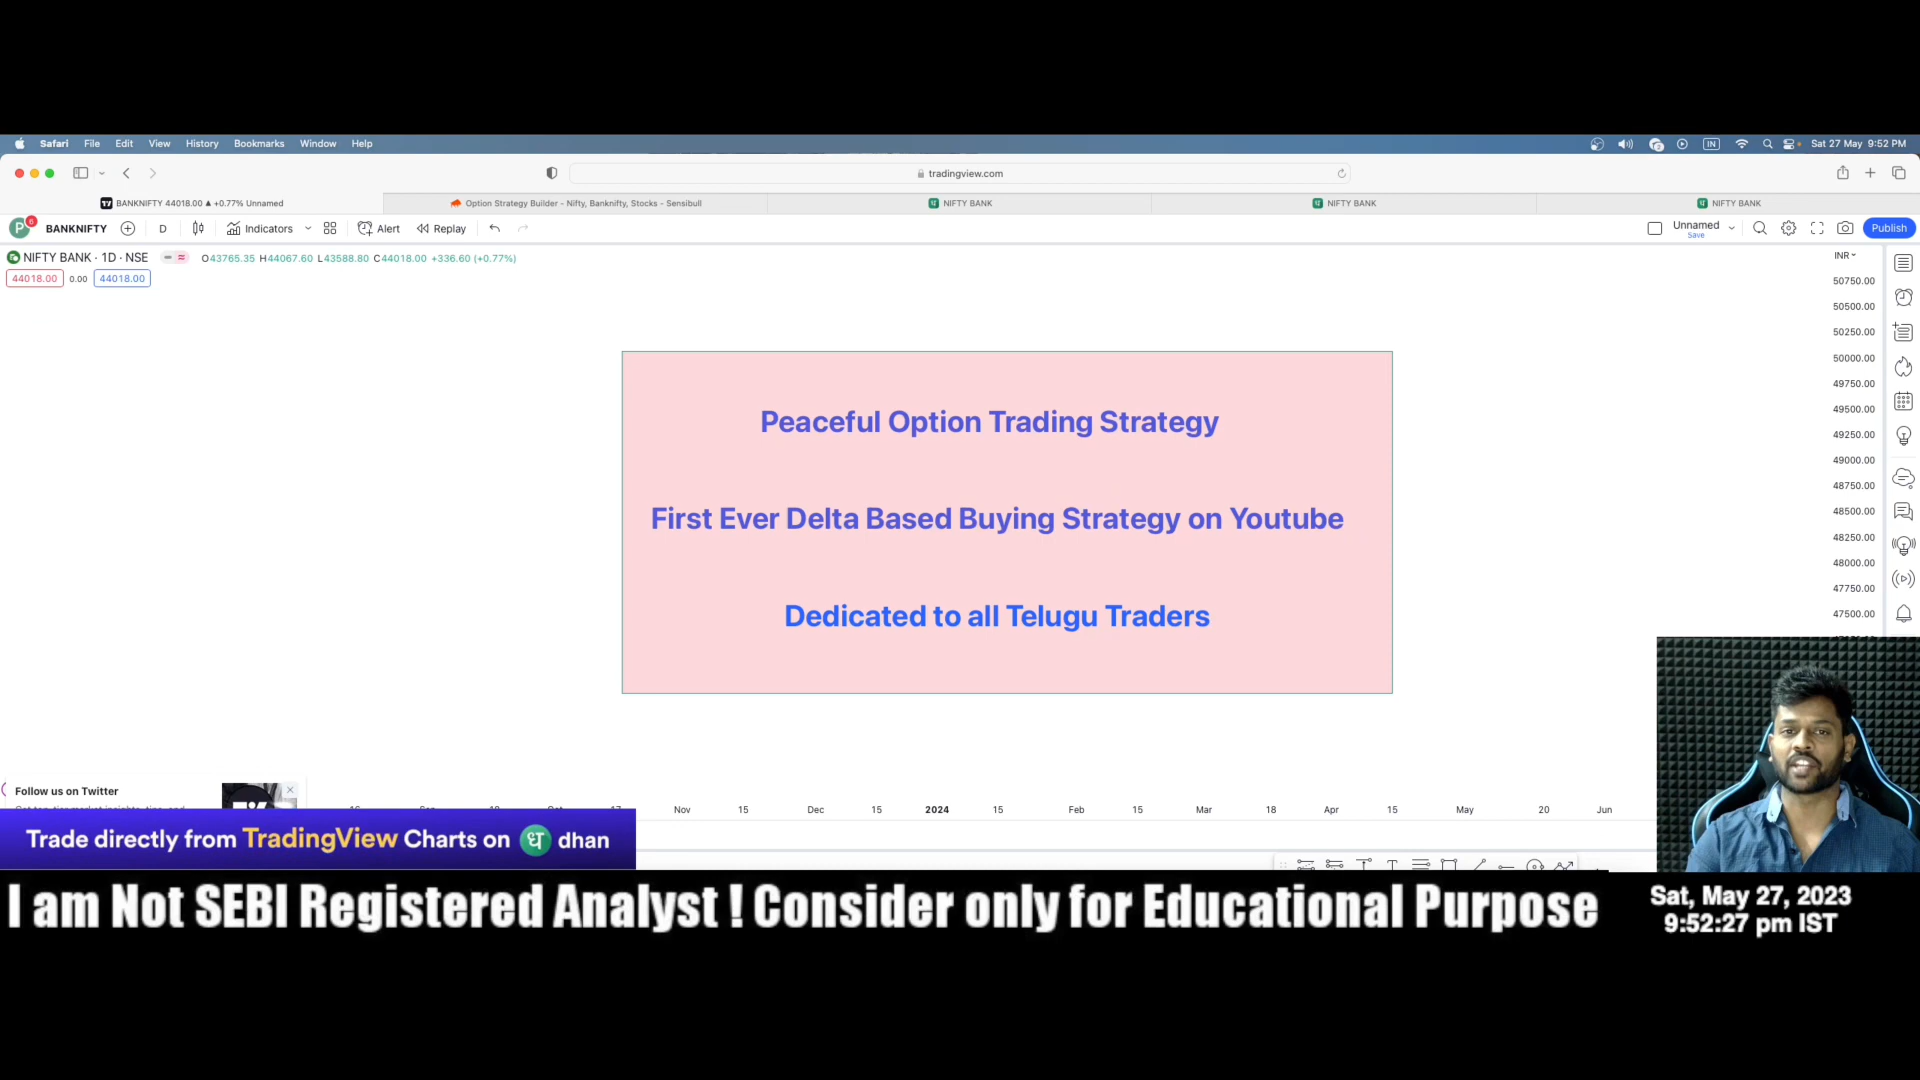 Safari File Edit View History Bookmarks Window Help
IN Sat 27 May 9:52 PM
tradingview.com
BANKNIFTY 44018.00 ▲ +0.77% Unnamed
Option Strategy Builder - Nifty, Banknifty, Stocks - Sensibull
NIFTY BANK
NIFTY BANK
NIFTY BANK
P 6 BANKNIFTY D Indicators Alert Replay
Unnamed
Save
Publish
NIFTY BANK · 1D · NSE O43765.35 H44067.60 L43588.80 C44018.00 +336.60 (+0.77%)
INR
44018.00 0.00 44018.00
50750.00
50500.00
50250.00
50000.00
49750.00
49500.00
49250.00
49000.00
48750.00
48500.00
48250.00
48000.00
47750.00
47500.00
Peaceful Option Trading Strategy
First Ever Delta Based Buying Strategy on Youtube
Dedicated to all Telugu Traders
Follow us on Twitter
Nov 15 Dec 15 2024 15 Feb 15 Mar 18 Apr 15 May 20 Jun
Trade directly from TradingView Charts on ध dhan
I am Not SEBI Registered Analyst ! Consider only for Educational Purpose
Sat, May 27, 2023
9:52:27 pm IST